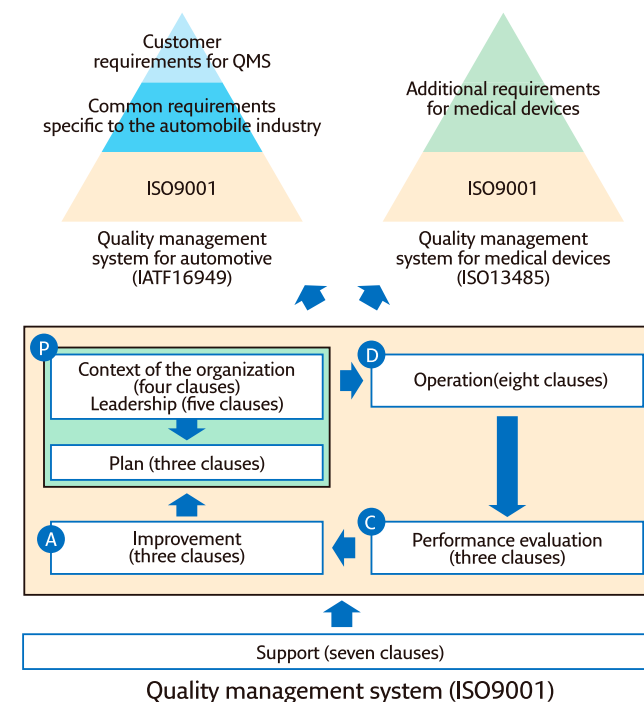 Customer
requirements for QMS
Common requirements
specific to the automobile industry
ISO9001
Quality management
system for automotive
(IATF16949)
Additional requirements
for medical devices
ISO9001
Quality management
system for medical devices
(ISO13485)
P
Context of the organization
(four clauses)
Leadership (five clauses)
Plan (three clauses)
D
Operation(eight clauses)
A
Improvement
(three clauses)
C
Performance evaluation
(three clauses)
Support (seven clauses)
Quality management system (ISO9001)